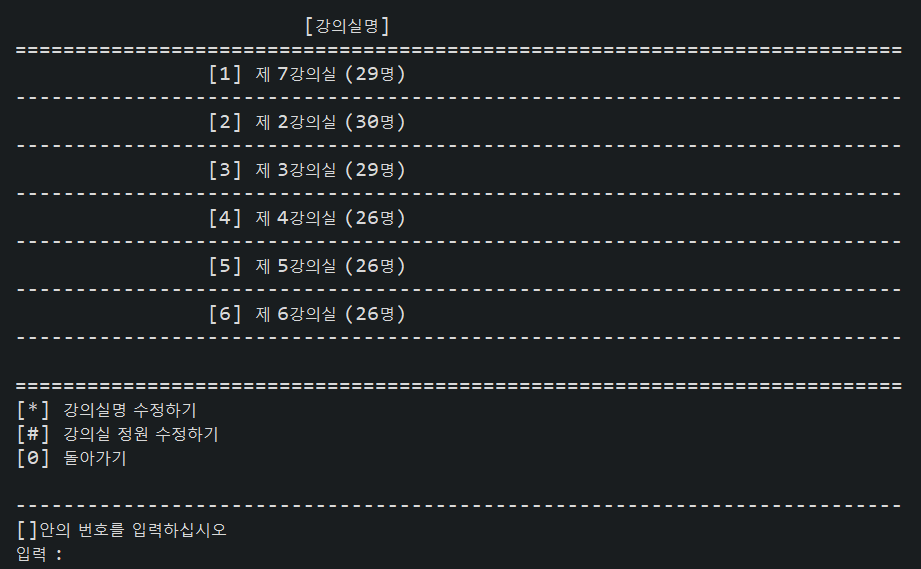 [강의실명]
==========================================================================
[1] 제 7강의실 (29명)
--------------------------------------------------------------------------
[2] 제 2강의실 (30명)
--------------------------------------------------------------------------
[3] 제 3강의실 (29명)
--------------------------------------------------------------------------
[4] 제 4강의실 (26명)
--------------------------------------------------------------------------
[5] 제 5강의실 (26명)
--------------------------------------------------------------------------
[6] 제 6강의실 (26명)
--------------------------------------------------------------------------
==========================================================================
[*] 강의실명 수정하기
[#] 강의실 정원 수정하기
[0] 돌아가기
--------------------------------------------------------------------------
[]안의 번호를 입력하십시오
입력 :